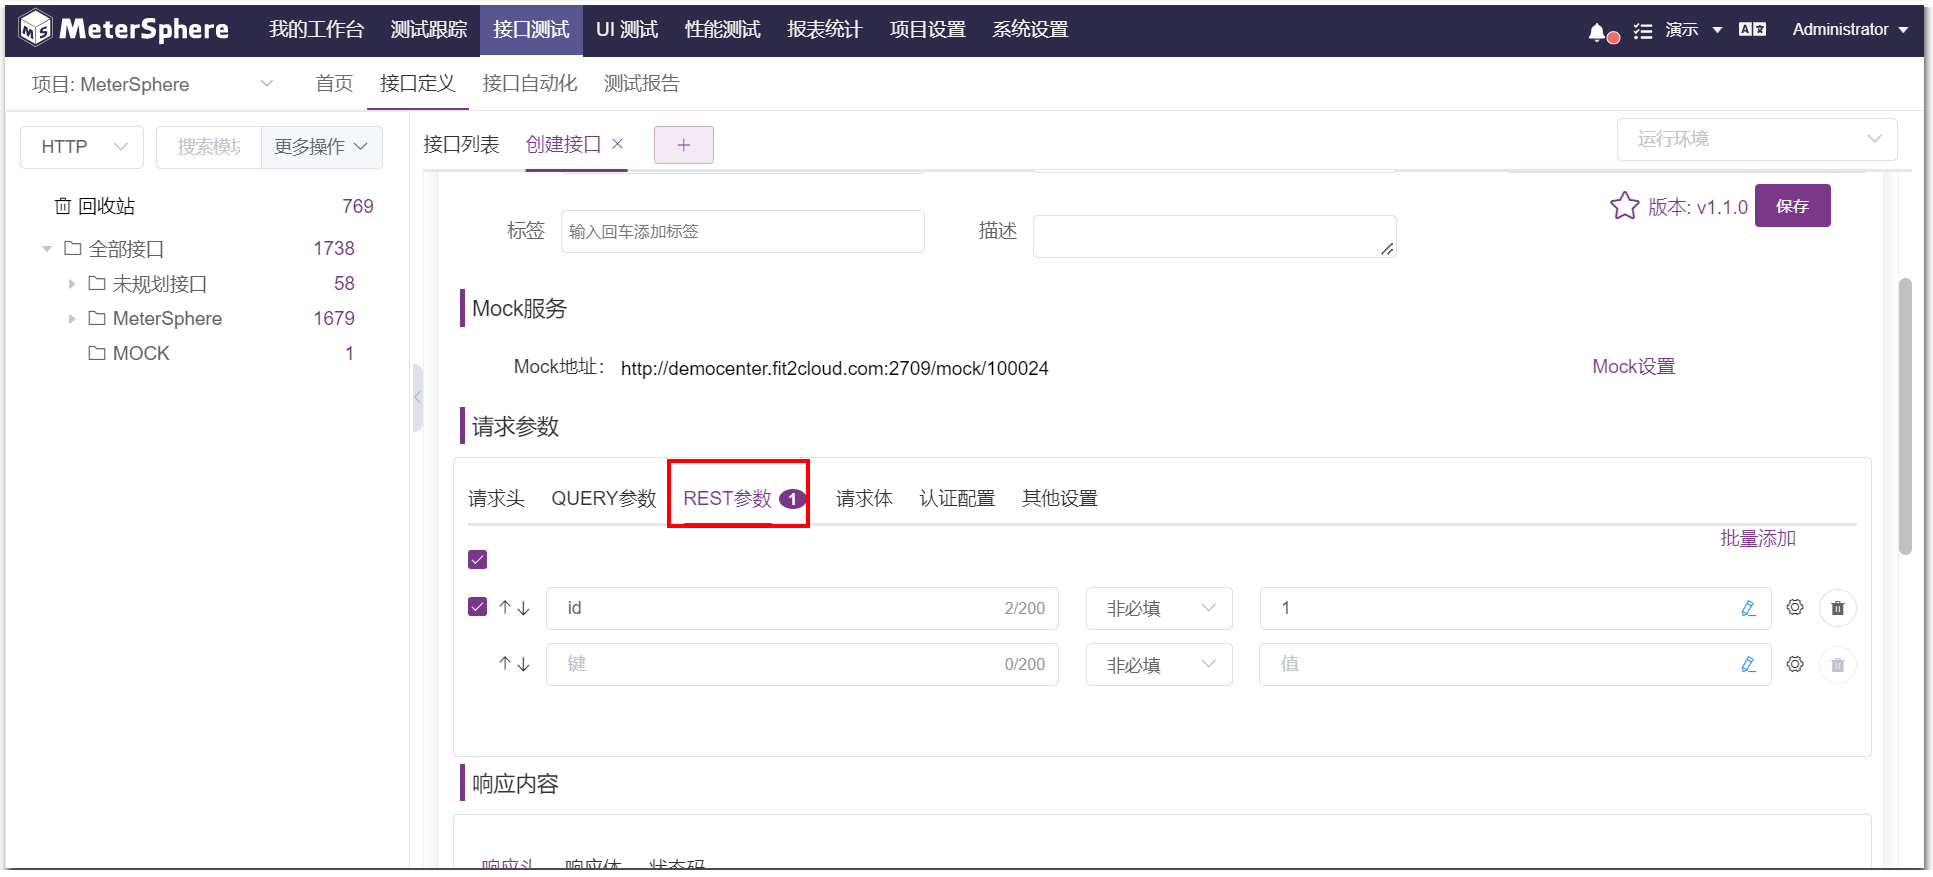 MeterSphere 我的工作台 测试跟踪 接口测试 UI 测试 性能测试 报表统计 项目设置 系统设置 演示 Administrator
项目: MeterSphere 首页 接口定义 接口自动化 测试报告
HTTP 搜索模块 更多操作
接口列表 创建接口 × + 运行环境
回收站 769
全部接口 1738
未规划接口 58
MeterSphere 1679
MOCK 1
标签 输入回车添加标签 描述 版本: v1.1.0 保存
Mock服务
Mock地址: http://democenter.fit2cloud.com:2709/mock/100024 Mock设置
请求参数
请求头 QUERY参数 REST参数 1 请求体 认证配置 其他设置
批量添加
id 2/200 非必填 1
键 0/200 非必填 值
响应内容
响应头 响应体 状态码